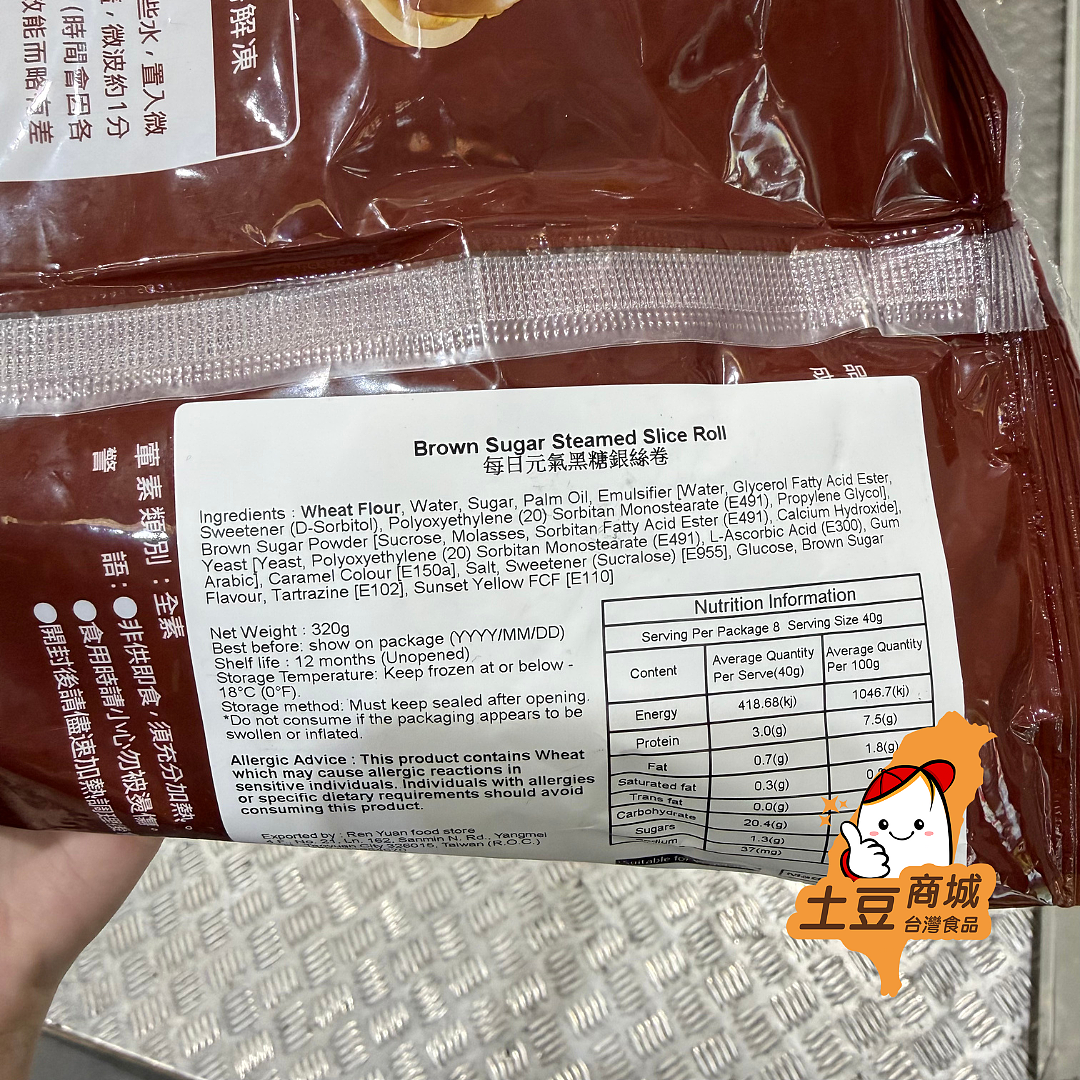 解凍
些水，置入微
，微波約1分
（時間會因各
效能而略有差
Brown Sugar Steamed Slice Roll
每日元氣黑糖銀絲卷
Ingredients : Wheat Flour, Water, Sugar, Palm Oil, Emulsifier [Water, Glycerol Fatty Acid Ester,
Sweetener (D-Sorbitol), Polyoxyethylene (20) Sorbitan Monostearate (E491), Propylene Glycol],
Brown Sugar Powder [Sucrose, Molasses, Sorbitan Fatty Acid Ester (E491), Calcium Hydroxide],
Yeast [Yeast, Polyoxyethylene (20) Sorbitan Monostearate (E491), L-Ascorbic Acid (E300), Gum
Arabic], Caramel Colour [E150a], Salt, Sweetener (Sucralose) [E955], Glucose, Brown Sugar
Flavour, Tartrazine [E102], Sunset Yellow FCF [E110]
Net Weight : 320g
Best before: show on package (YYYY/MM/DD)
Shelf life : 12 months (Unopened)
Storage Temperature: Keep frozen at or below -
18°C (0°F).
Storage method: Must keep sealed after opening.
*Do not consume if the packaging appears to be
swollen or inflated.
Allergic Advice : This product contains Wheat
which may cause allergic reactions in
sensitive individuals. Individuals with allergies
or specific dietary requirements should avoid
consuming this product.
Exported by : Ren Yuan food store
No. 21, Ln. 162, Sanmin N. Rd., Yangmei
Taoyuan City 326015, Taiwan (R.O.C.)
Nutrition Information
Serving Per Package 8 Serving Size 40g
Content Average Quantity Per Serve(40g) Average Quantity Per 100g
Energy 418.68(kj) 1046.7(kj)
Protein 3.0(g) 7.5(g)
Fat 0.7(g) 1.8(g)
Saturated fat 0.3(g)
Trans fat 0.0(g)
Carbohydrate 20.4(g)
Sugars 1.3(g)
37(mg)
Suitable for
葷素類別：全素
警語：●非供即食，須充分加熱。
●食用時請小心勿被燙
●開封後請儘速加熱
土豆商城
台灣食品